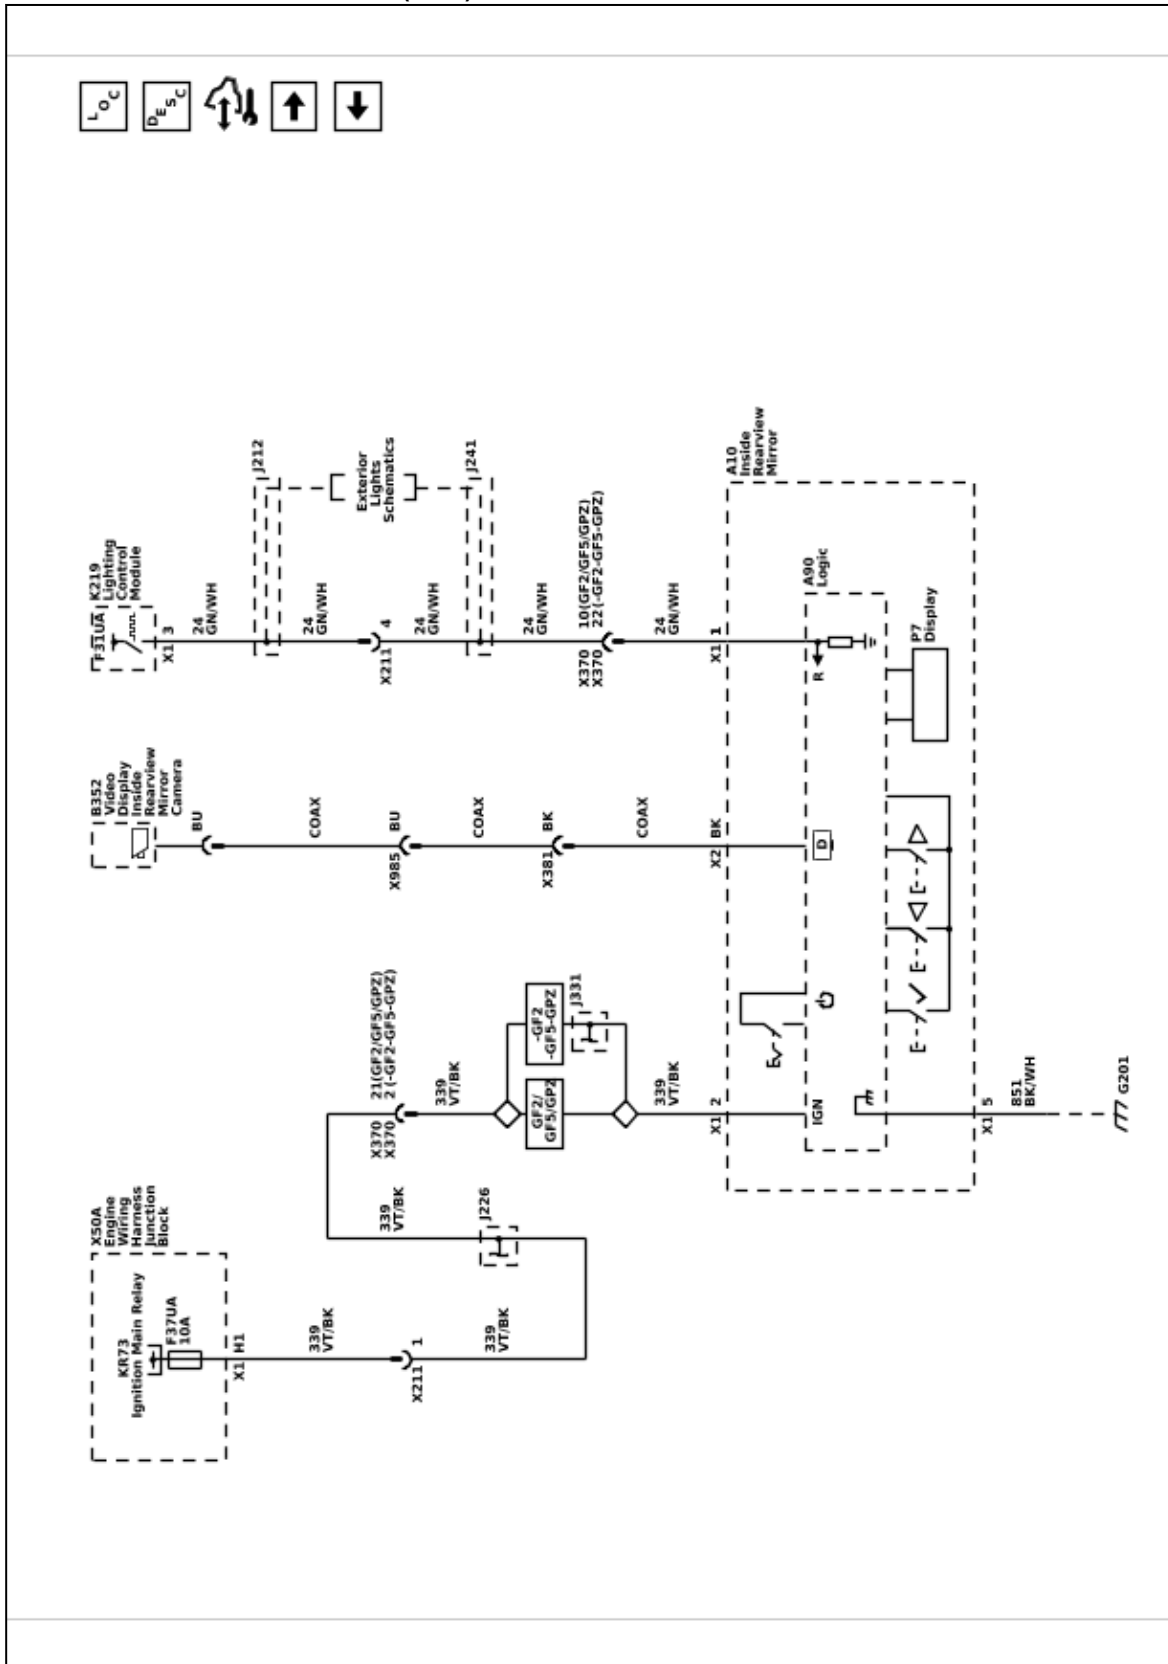 LOC
DESC
X50A
Engine
Wiring
Harness
Junction
Block
KR73
Ignition Main Relay
F37UA
10A
X1 H1
339
VT/BK
X211 1
339
VT/BK
J226
339
VT/BK
X370 21(GF2/GF5/GPZ)
X370 2 (-GF2-GF5-GPZ)
339
VT/BK
GF2/
GF5/GPZ
-GF2
-GF5-GPZ
J331
339
VT/BK
X1 2
IGN
X1 5
851
BK/WH
G201
B352
Video
Display
Inside
Rearview
Mirror
Camera
BU
COAX
X985 BU
COAX
X381 BK
COAX
X2 BK
D
K219
Lighting
Control
Module
F31UA
X1 3
24
GN/WH
J212
24
GN/WH
X211 4
Exterior
Lights
Schematics
24
GN/WH
J241
24
GN/WH
X370 10(GF2/GF5/GPZ)
X370 22 (-GF2-GF5-GPZ)
24
GN/WH
X1 1
A10
Inside
Rearview
Mirror
A90
Logic
R
P7
Display